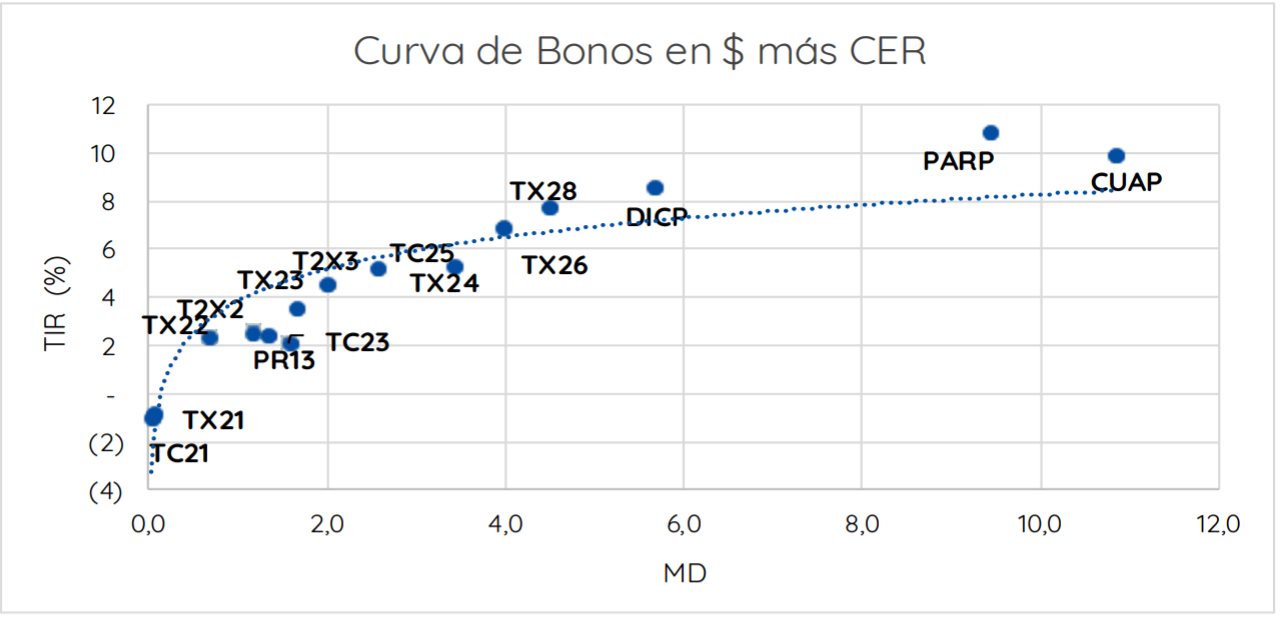 Curva de Bonos en $ más CER
12
10
8
6
4
2
-
(2)
(4)
TIR (%)
PARP
CUAP
TX28
DICP
TC25
T2X3
TX26
TX23
TX24
T2X2
TX22
TC23
PR13
TX21
TC21
0,0
2,0
4,0
6,0
8,0
10,0
12,0
MD